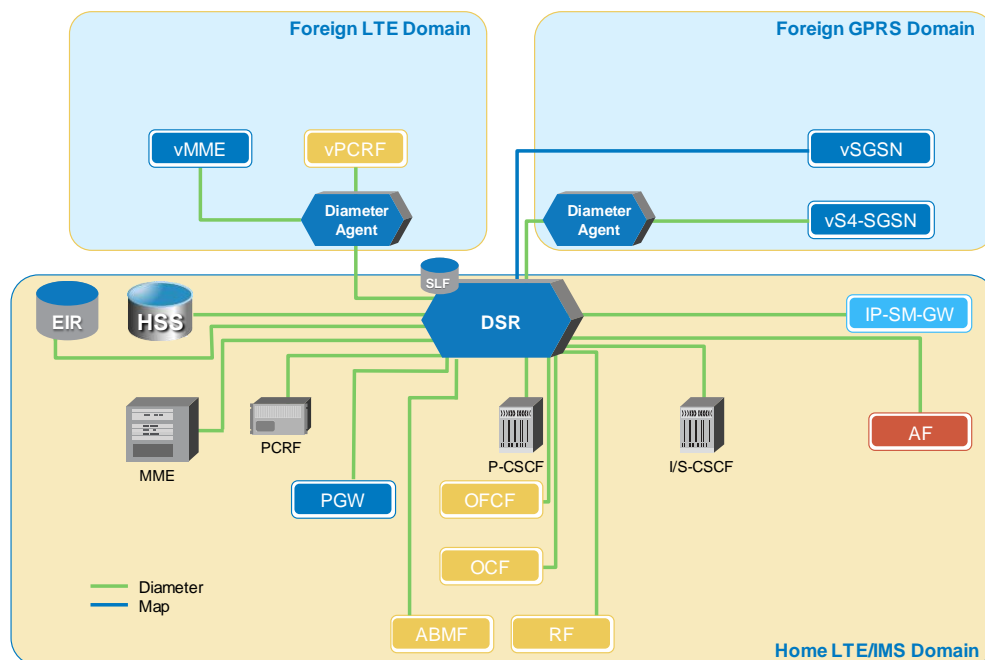 Foreign LTE Domain
Foreign GPRS Domain
vMME
vPCRF
vSGSN
Diameter
Agent
Diameter
Agent
vS4-SGSN
SLF
EIR
HSS
DSR
IP-SM-GW
MME
PCRF
P-CSCF
I/S-CSCF
AF
PGW
OFCF
OCF
Diameter
Map
ABMF
RF
Home LTE/IMS Domain